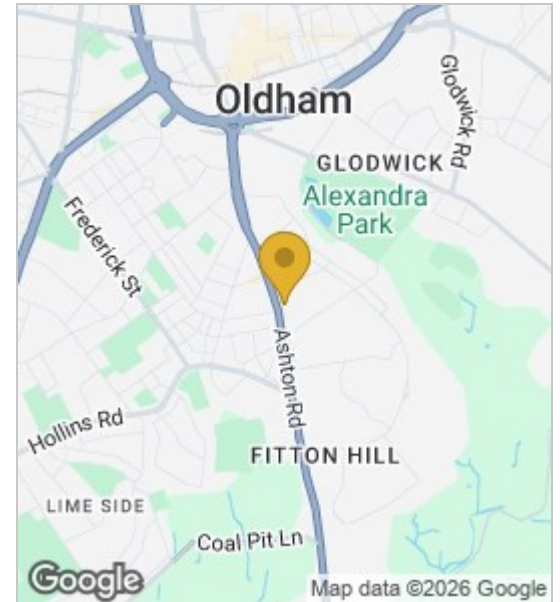 Oldham
Glodwick Rd
GLODWICK
Alexandra
Park
Frederick St
Ashton Rd
Hollins Rd
FITTON HILL
LIME SIDE
Coal Pit Ln
Google
Map data ©2026 Google